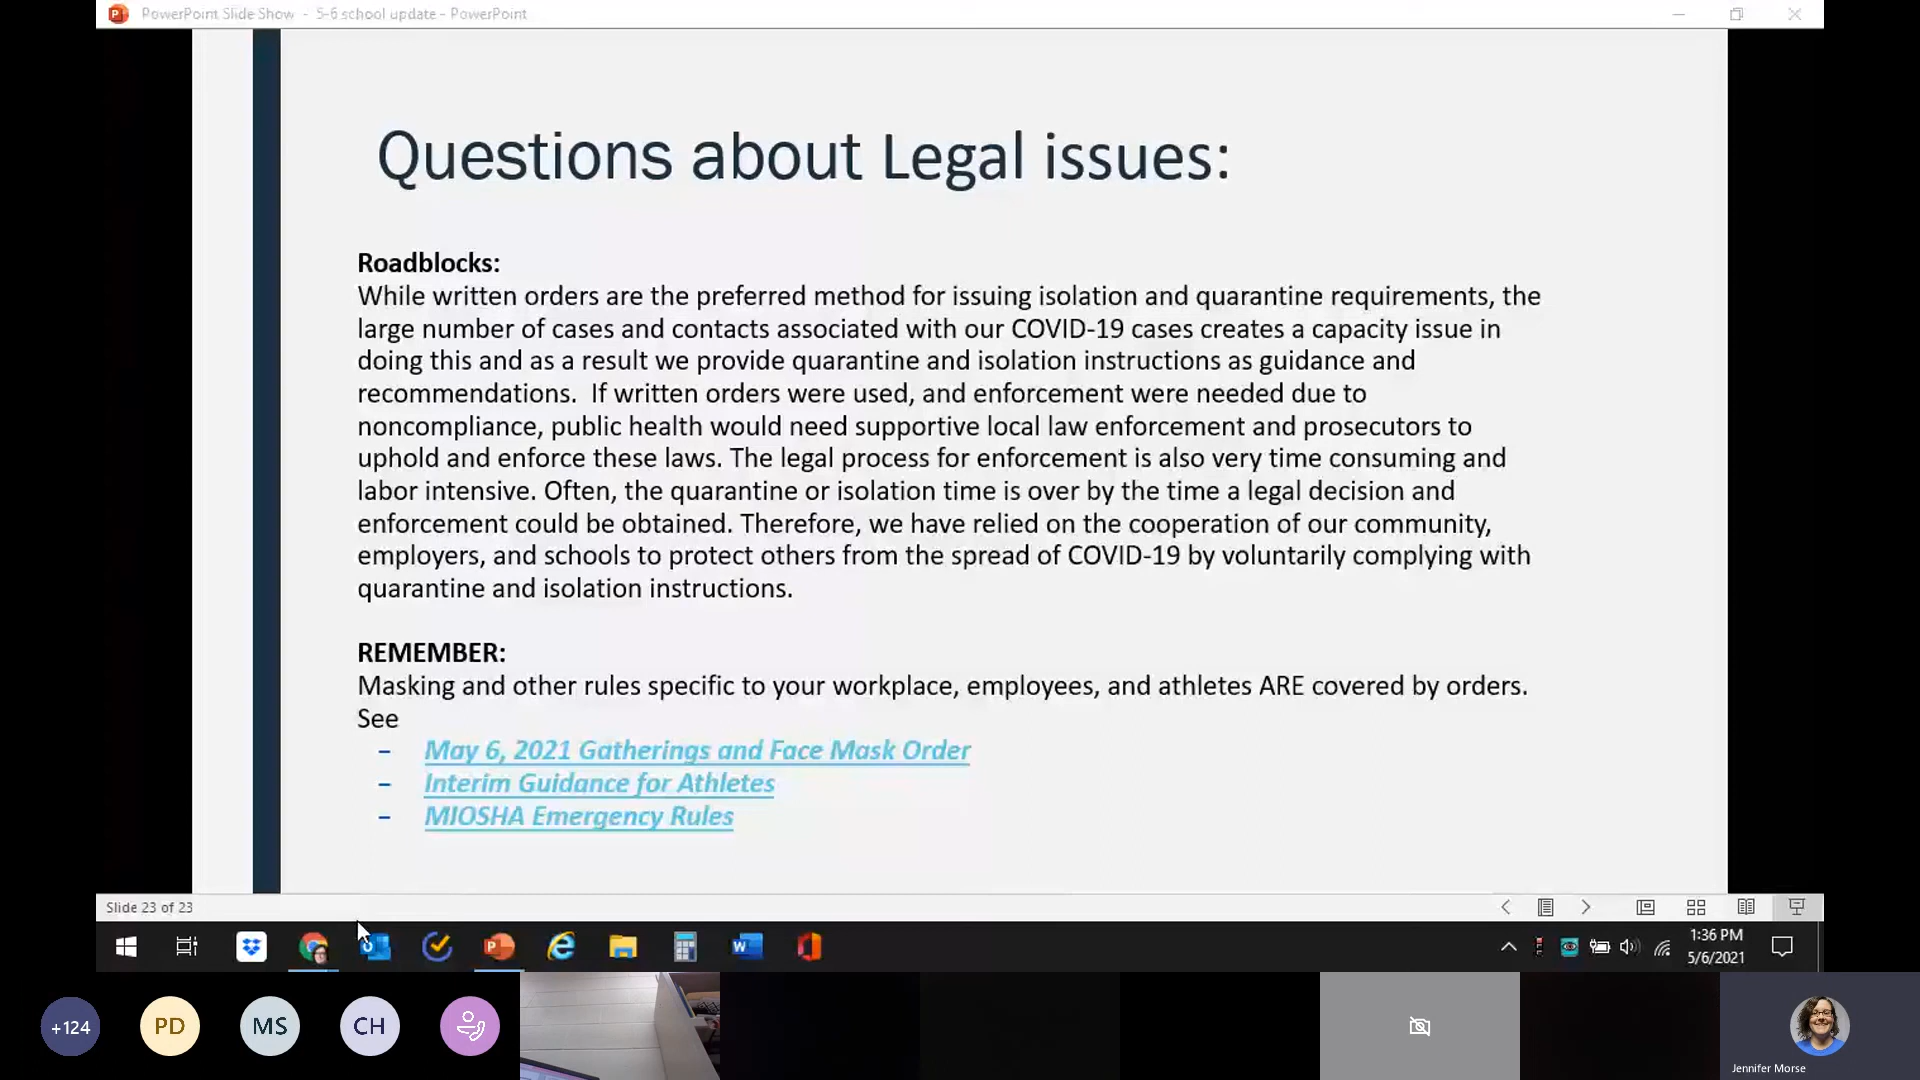 PowerPoint Slide Show - 5-6 school update - PowerPoint
Questions about Legal issues:
Roadblocks:
While written orders are the preferred method for issuing isolation and quarantine requirements, the
large number of cases and contacts associated with our COVID-19 cases creates a capacity issue in
doing this and as a result we provide quarantine and isolation instructions as guidance and
recommendations.  If written orders were used, and enforcement were needed due to
noncompliance, public health would need supportive local law enforcement and prosecutors to
uphold and enforce these laws. The legal process for enforcement is also very time consuming and
labor intensive. Often, the quarantine or isolation time is over by the time a legal decision and
enforcement could be obtained. Therefore, we have relied on the cooperation of our community,
employers, and schools to protect others from the spread of COVID-19 by voluntarily complying with
quarantine and isolation instructions.
REMEMBER:
Masking and other rules specific to your workplace, employees, and athletes ARE covered by orders.
See
- May 6, 2021 Gatherings and Face Mask Order
- Interim Guidance for Athletes
- MIOSHA Emergency Rules
Slide 23 of 23
1:36 PM
5/6/2021
+124
PD
MS
CH
Jennifer Morse